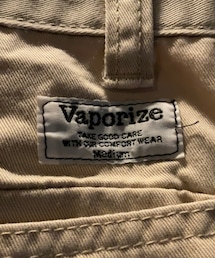 Vaporize
TAKE GOOD CARE
WITH OUR COMFORT WEAR
Medium